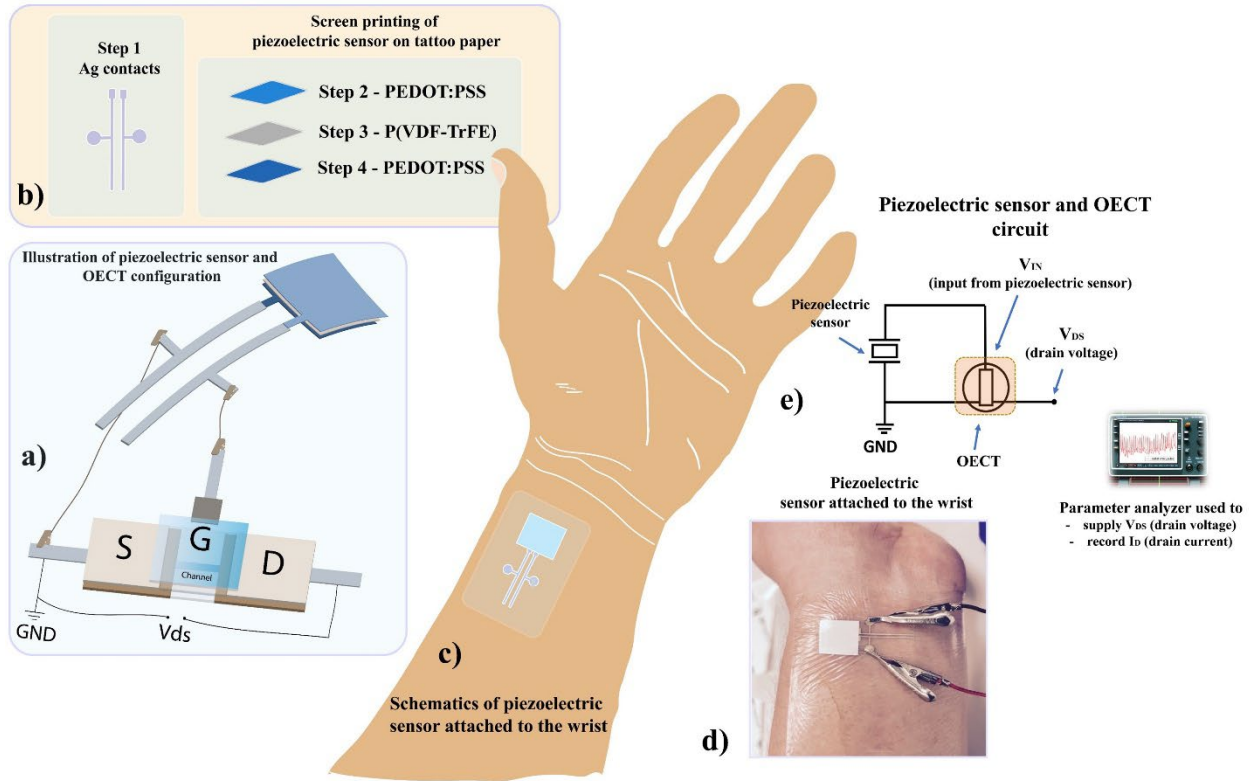 b)
Step 1
Ag contacts
Screen printing of
piezoelectric sensor on tattoo paper
Step 2 - PEDOT:PSS
Step 3 - P(VDF-TrFE)
Step 4 - PEDOT:PSS
Illustration of piezoelectric sensor and
OECT configuration
a)
S
G
D
Channel
GND
Vds
c)
Schematics of piezoelectric
sensor attached to the wrist
Piezoelectric sensor and OECT
circuit
VIN
(input from piezoelectric sensor)
Piezoelectric
sensor
VDS
(drain voltage)
e)
GND
OECT
Piezoelectric
sensor attached to the wrist
d)
Parameter analyzer used to
- supply VDS (drain voltage)
- record ID (drain current)